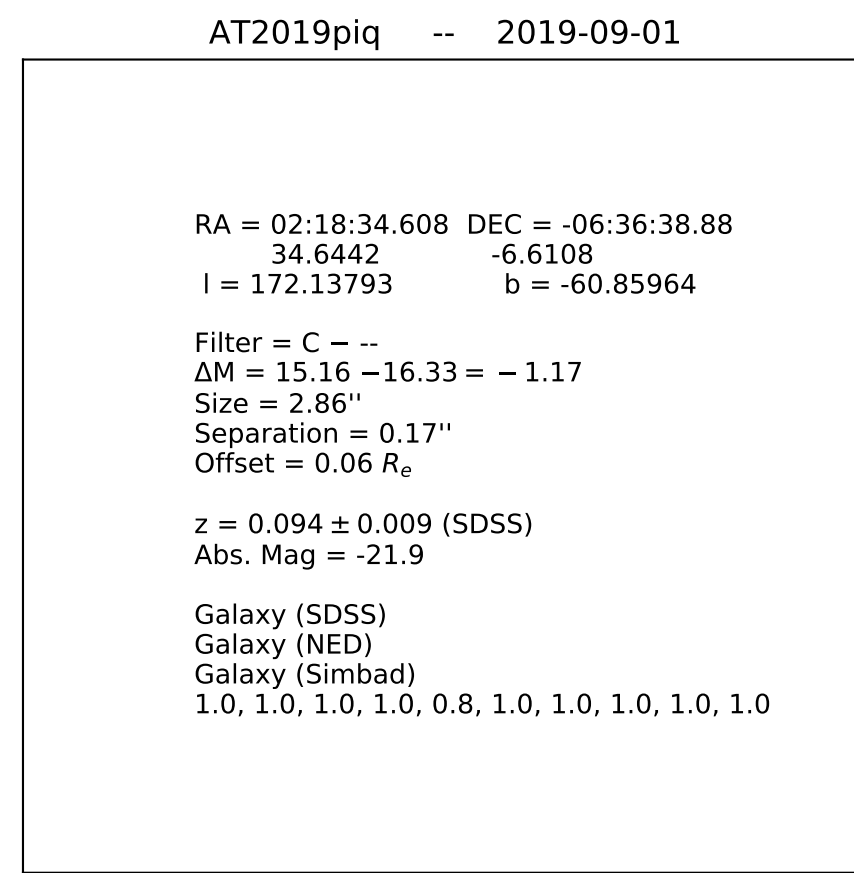 AT2019piq -- 2019-09-01
RA = 02:18:34.608 DEC = -06:36:38.88
34.6442 -6.6108
l = 172.13793 b = -60.85964
Filter = C − --
ΔM = 15.16 −16.33 = − 1.17
Size = 2.86''
Separation = 0.17''
Offset = 0.06 Rₑ
z = 0.094 ± 0.009 (SDSS)
Abs. Mag = -21.9
Galaxy (SDSS)
Galaxy (NED)
Galaxy (Simbad)
1.0, 1.0, 1.0, 1.0, 0.8, 1.0, 1.0, 1.0, 1.0, 1.0